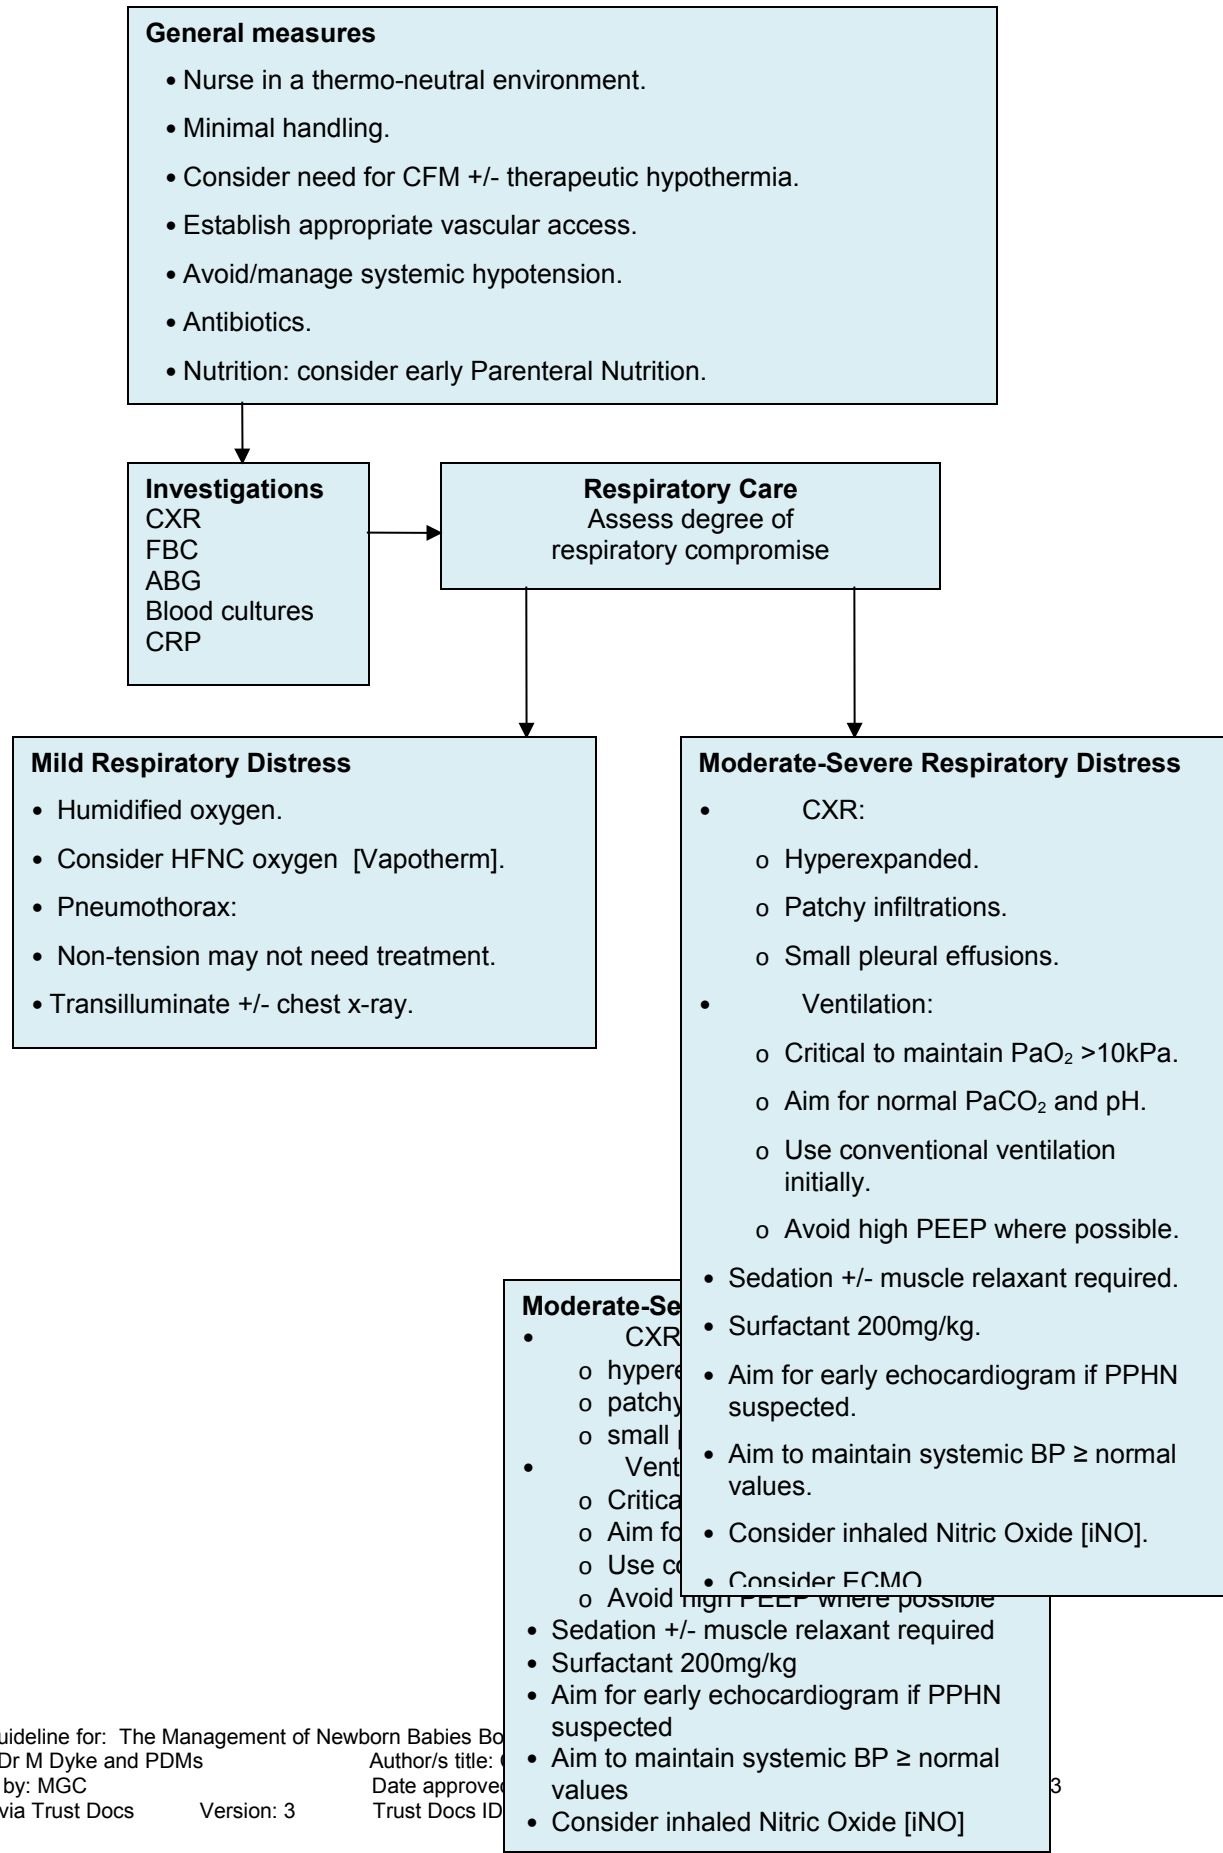 General measures
• Nurse in a thermo-neutral environment.
• Minimal handling.
• Consider need for CFM +/- therapeutic hypothermia.
• Establish appropriate vascular access.
• Avoid/manage systemic hypotension.
• Antibiotics.
• Nutrition: consider early Parenteral Nutrition.
Investigations
CXR
FBC
ABG
Blood cultures
CRP
Respiratory Care
Assess degree of
respiratory compromise
Mild Respiratory Distress
• Humidified oxygen.
• Consider HFNC oxygen [Vapotherm].
• Pneumothorax:
• Non-tension may not need treatment.
• Transilluminate +/- chest x-ray.
Moderate-Severe Respiratory Distress
• CXR:
o Hyperexpanded.
o Patchy infiltrations.
o Small pleural effusions.
• Ventilation:
o Critical to maintain PaO₂ >10kPa.
o Aim for normal PaCO₂ and pH.
o Use conventional ventilation
initially.
o Avoid high PEEP where possible.
• Sedation +/- muscle relaxant required.
• Surfactant 200mg/kg.
• Aim for early echocardiogram if PPHN
suspected.
• Aim to maintain systemic BP ≥ normal
values.
• Consider inhaled Nitric Oxide [iNO].
• Consider ECMO
Moderate-Se
• CXR
o hypere
o patchy
o small
• Vent
o Critica
o Aim fo
o Use co
o Avoid high PEEP where possible
• Sedation +/- muscle relaxant required
• Surfactant 200mg/kg
• Aim for early echocardiogram if PPHN
suspected
• Aim to maintain systemic BP ≥ normal
values
• Consider inhaled Nitric Oxide [iNO]
uideline for: The Management of Newborn Babies Bo
Dr M Dyke and PDMs Author/s title:
by: MGC Date approved 3
via Trust Docs Version: 3 Trust Docs ID